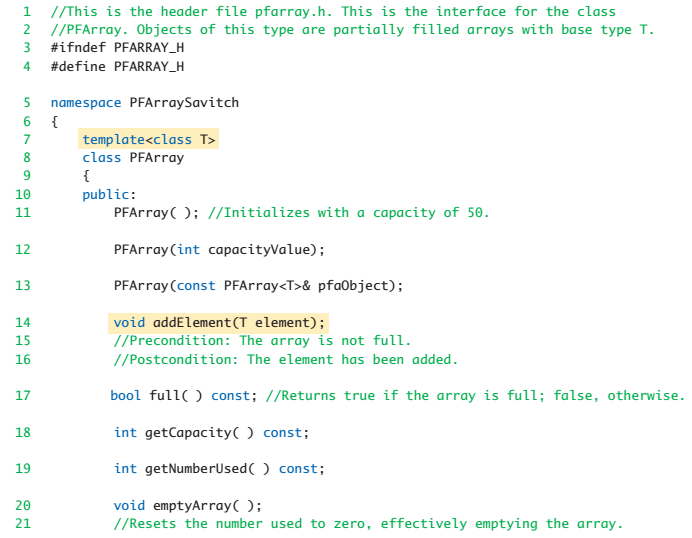 1 //This is the header file pfarray.h. This is the interface for the class
2 //PFArray. Objects of this type are partially filled arrays with base type T.
3 #ifndef PFARRAY_H
4 #define PFARRAY_H
5 namespace PFArraySavitch
6 {
7 template<class T>
8 class PFArray
9 {
10 public:
11 PFArray( ); //Initializes with a capacity of 50.
12 PFArray(int capacityValue);
13 PFArray(const PFArray<T>& pfaObject);
14 void addElement(T element);
15 //Precondition: The array is not full.
16 //Postcondition: The element has been added.
17 bool full( ) const; //Returns true if the array is full; false, otherwise.
18 int getCapacity( ) const;
19 int getNumberUsed( ) const;
20 void emptyArray( );
21 //Resets the number used to zero, effectively emptying the array.